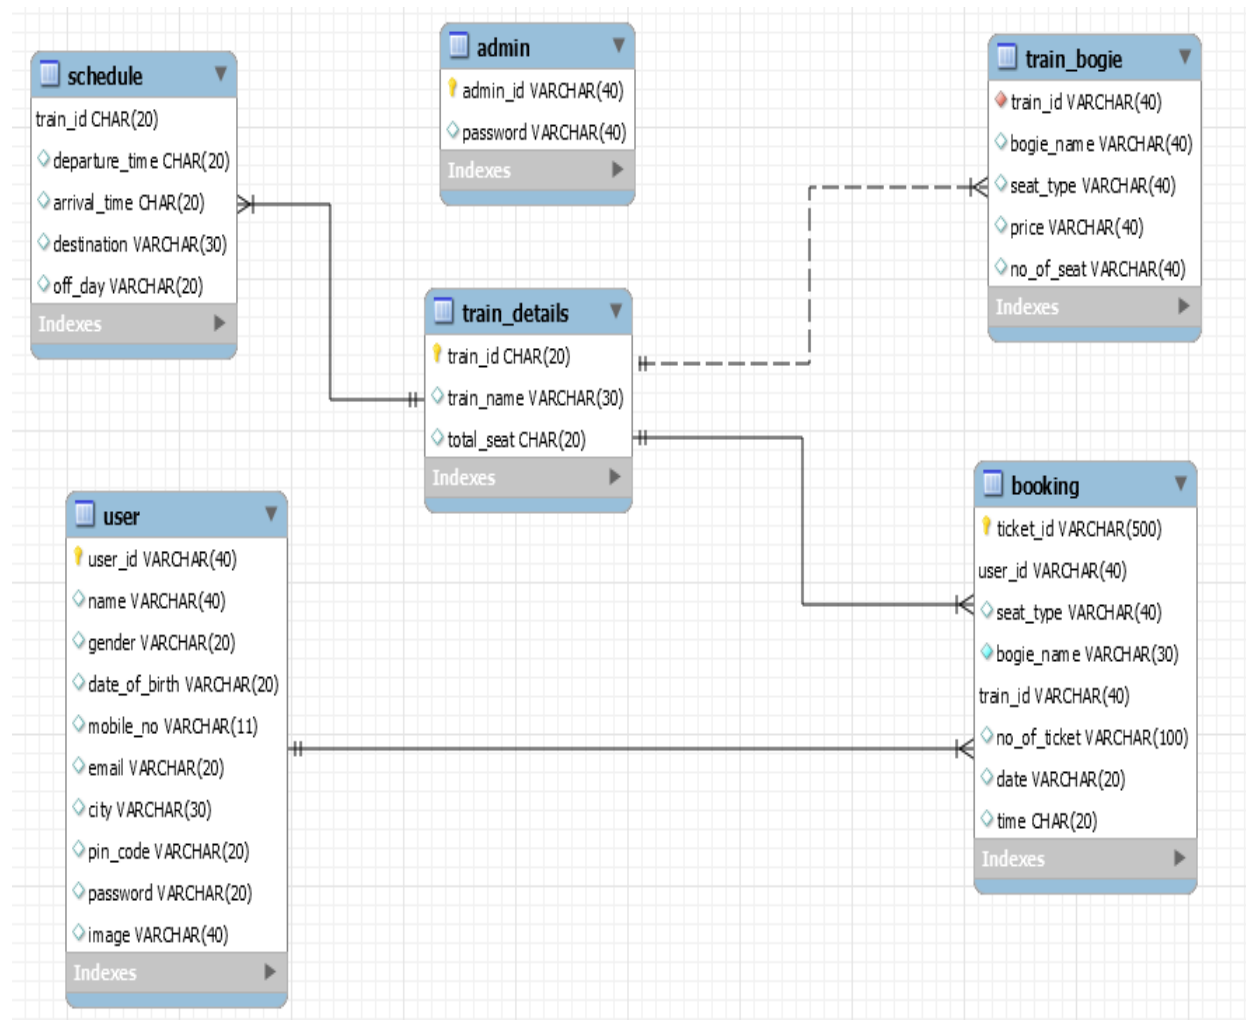 schedule
train_id CHAR(20)
departure_time CHAR(20)
arrival_time CHAR(20)
destination VARCHAR(30)
off_day VARCHAR(20)
Indexes
admin
admin_id VARCHAR(40)
password VARCHAR(40)
Indexes
train_bogie
train_id VARCHAR(40)
bogie_name VARCHAR(40)
seat_type VARCHAR(40)
price VARCHAR(40)
no_of_seat VARCHAR(40)
Indexes
train_details
train_id CHAR(20)
train_name VARCHAR(30)
total_seat CHAR(20)
Indexes
user
user_id VARCHAR(40)
name VARCHAR(40)
gender VARCHAR(20)
date_of_birth VARCHAR(20)
mobile_no VARCHAR(11)
email VARCHAR(20)
city VARCHAR(30)
pin_code VARCHAR(20)
password VARCHAR(20)
image VARCHAR(40)
Indexes
booking
ticket_id VARCHAR(500)
user_id VARCHAR(40)
seat_type VARCHAR(40)
bogie_name VARCHAR(30)
train_id VARCHAR(40)
no_of_ticket VARCHAR(100)
date VARCHAR(20)
time CHAR(20)
Indexes